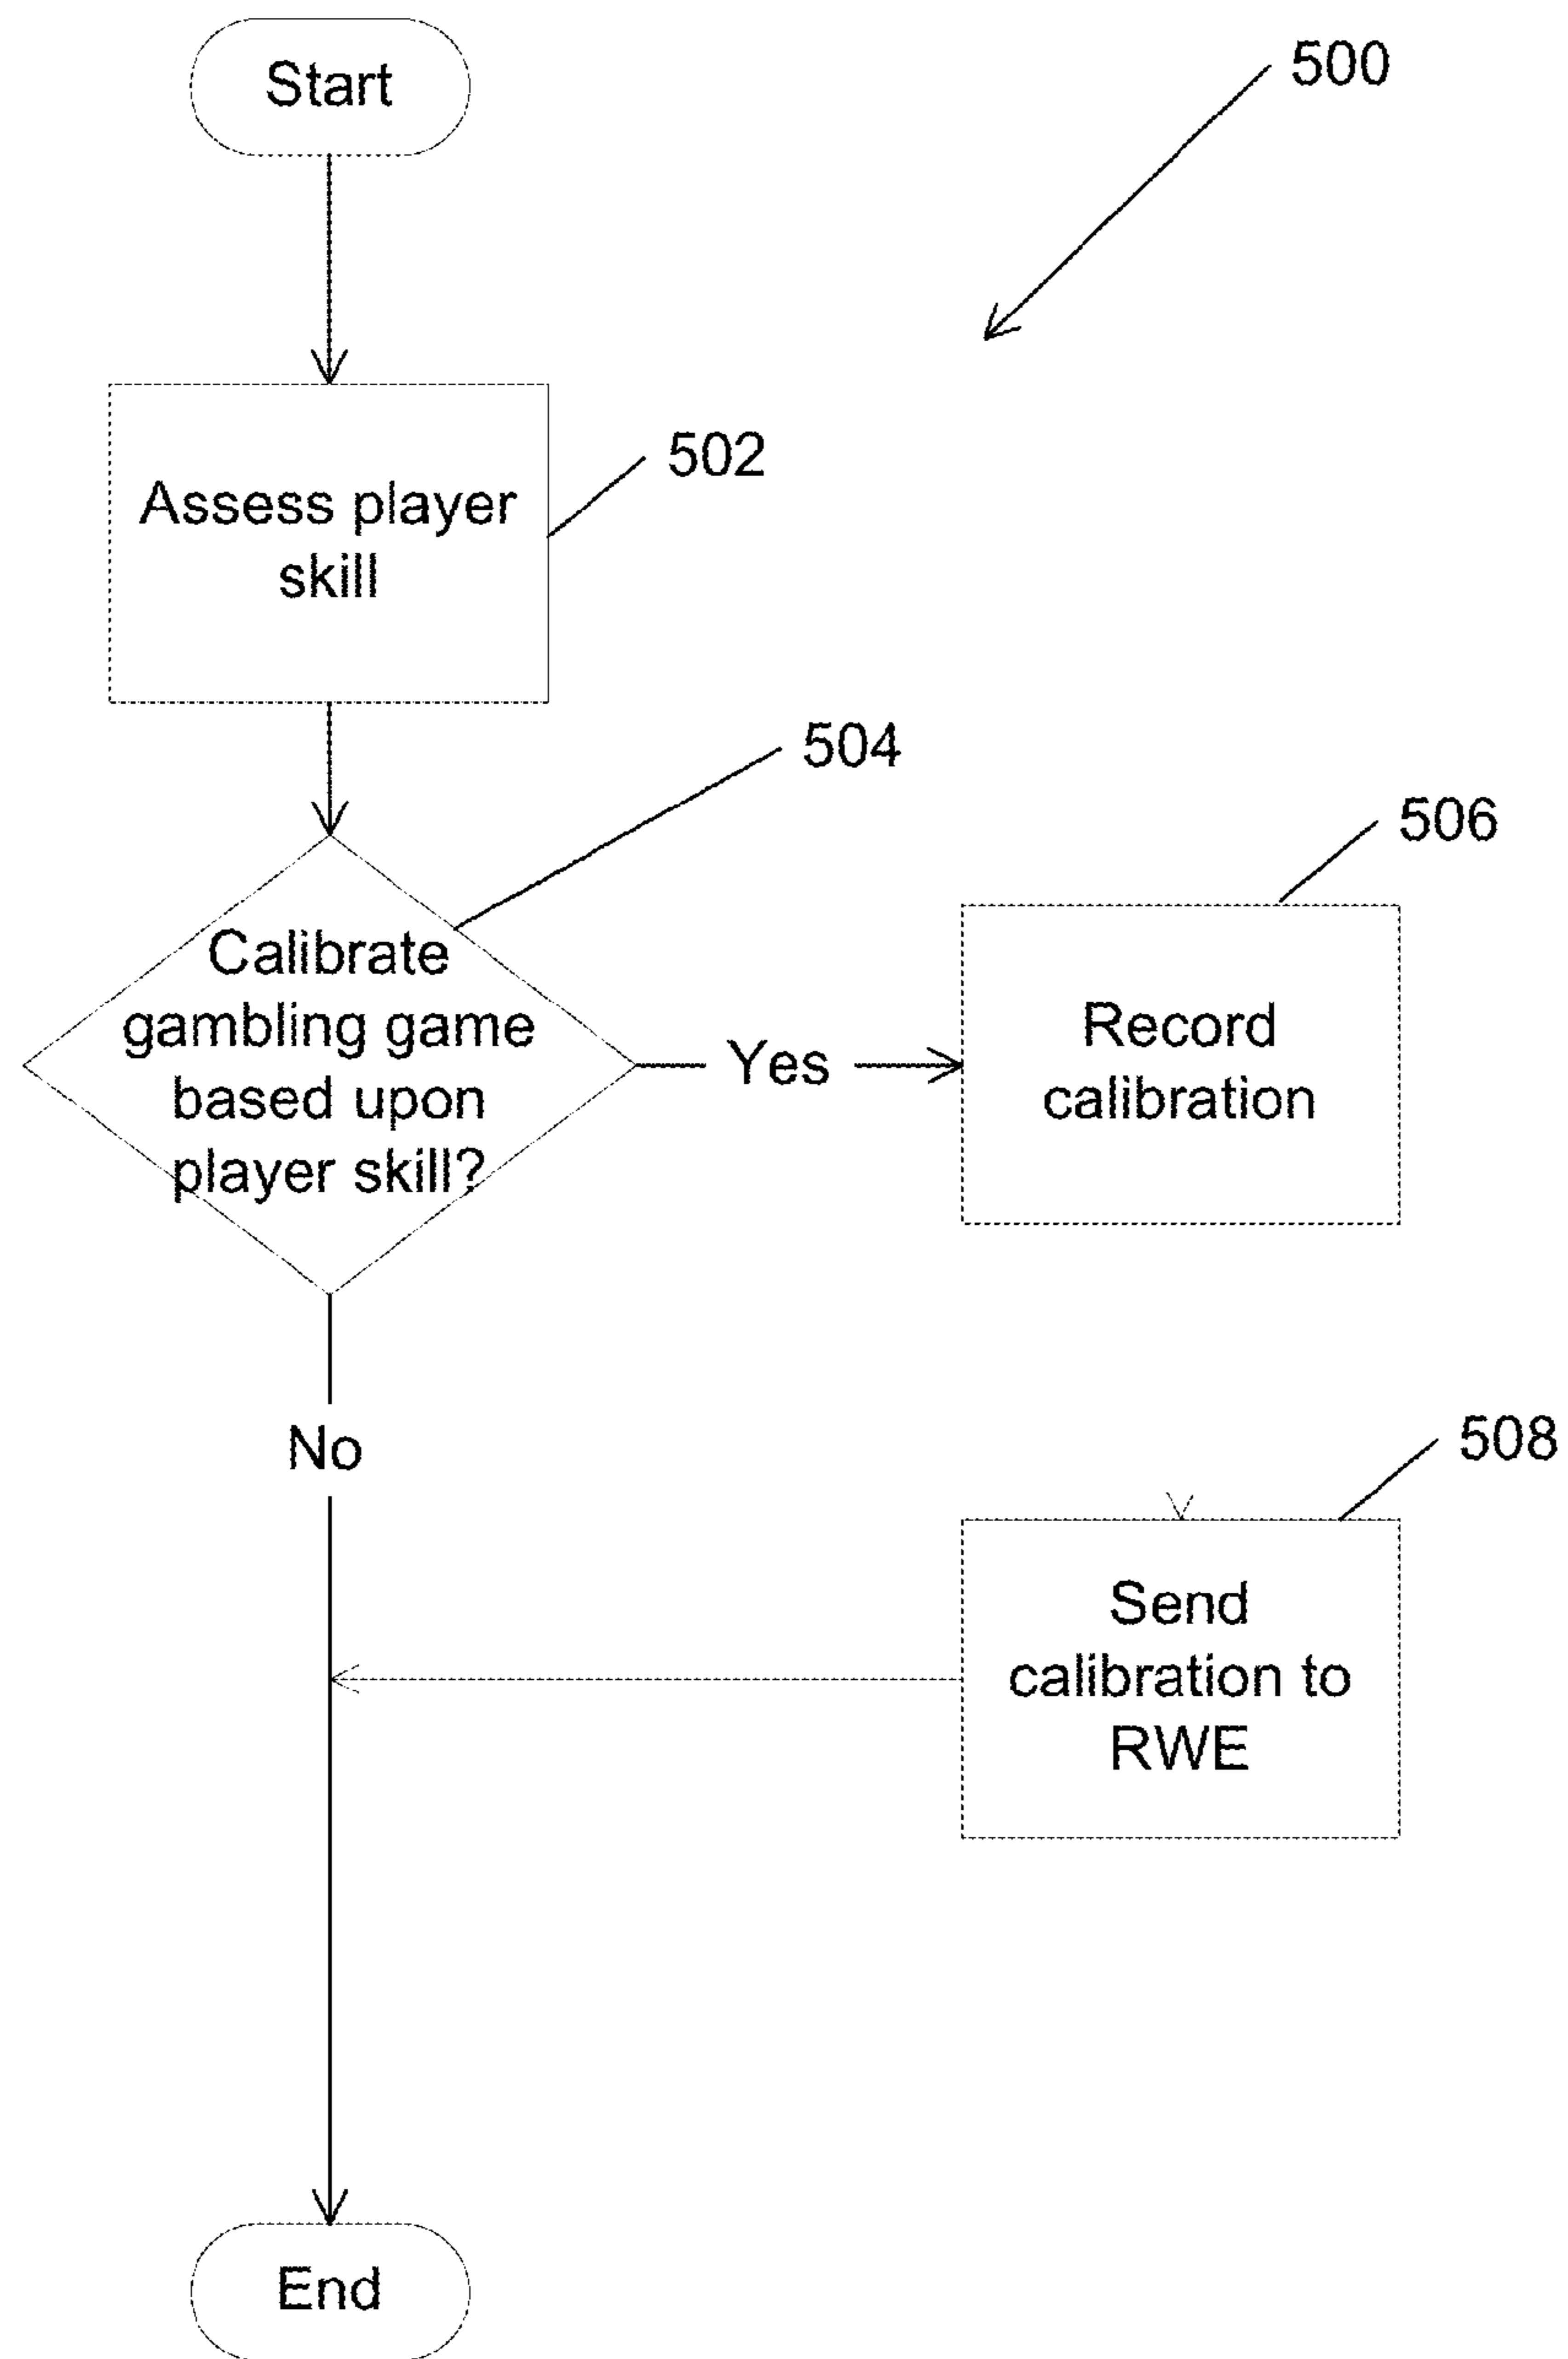 Start
500
Assess player
skill
502
504
Calibrate
gambling game
based upon
player skill?
Yes
506
Record
calibration
No
508
Send
calibration to
RWE
End